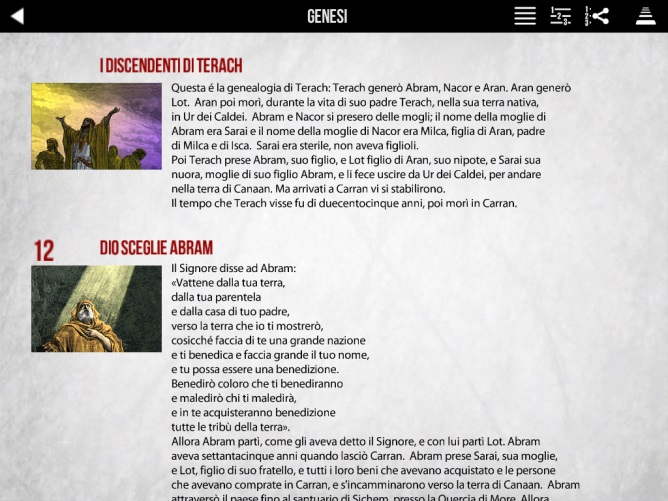 GENESI
I DISCENDENTI DI TERACH
Questa é la genealogia di Terach: Terach generò Abram, Nacor e Aran. Aran generò
Lot. Aran poi morì, durante la vita di suo padre Terach, nella sua terra nativa,
in Ur dei Caldei. Abram e Nacor si presero delle mogli; il nome della moglie di
Abram era Sarai e il nome della moglie di Nacor era Milca, figlia di Aran, padre
di Milca e di Isca. Sarai era sterile, non aveva figlioli.
Poi Terach prese Abram, suo figlio, e Lot figlio di Aran, suo nipote, e Sarai sua
nuora, moglie di suo figlio Abram, e li fece uscire da Ur dei Caldei, per andare
nella terra di Canaan. Ma arrivati a Carran vi si stabilirono.
Il tempo che Terach visse fu di duecentocinque anni, poi morì in Carran.
12 DIO SCEGLIE ABRAM
Il Signore disse ad Abram:
«Vattene dalla tua terra,
dalla tua parentela
e dalla casa di tuo padre,
verso la terra che io ti mostrerò,
cosicché faccia di te una grande nazione
e ti benedica e faccia grande il tuo nome,
e tu possa essere una benedizione.
Benedirò coloro che ti benediranno
e maledirò chi ti maledirà,
e in te acquisteranno benedizione
tutte le tribù della terra».
Allora Abram partì, come gli aveva detto il Signore, e con lui partì Lot. Abram
aveva settantacinque anni quando lasciò Carran. Abram prese Sarai, sua moglie,
e Lot, figlio di suo fratello, e tutti i loro beni che avevano acquistato e le persone
che avevano comprate in Carran, e s'incamminarono verso la terra di Canaan. Abram
attraversò il paese fino al santuario di Sichem, presso la Quercia di More. Allora